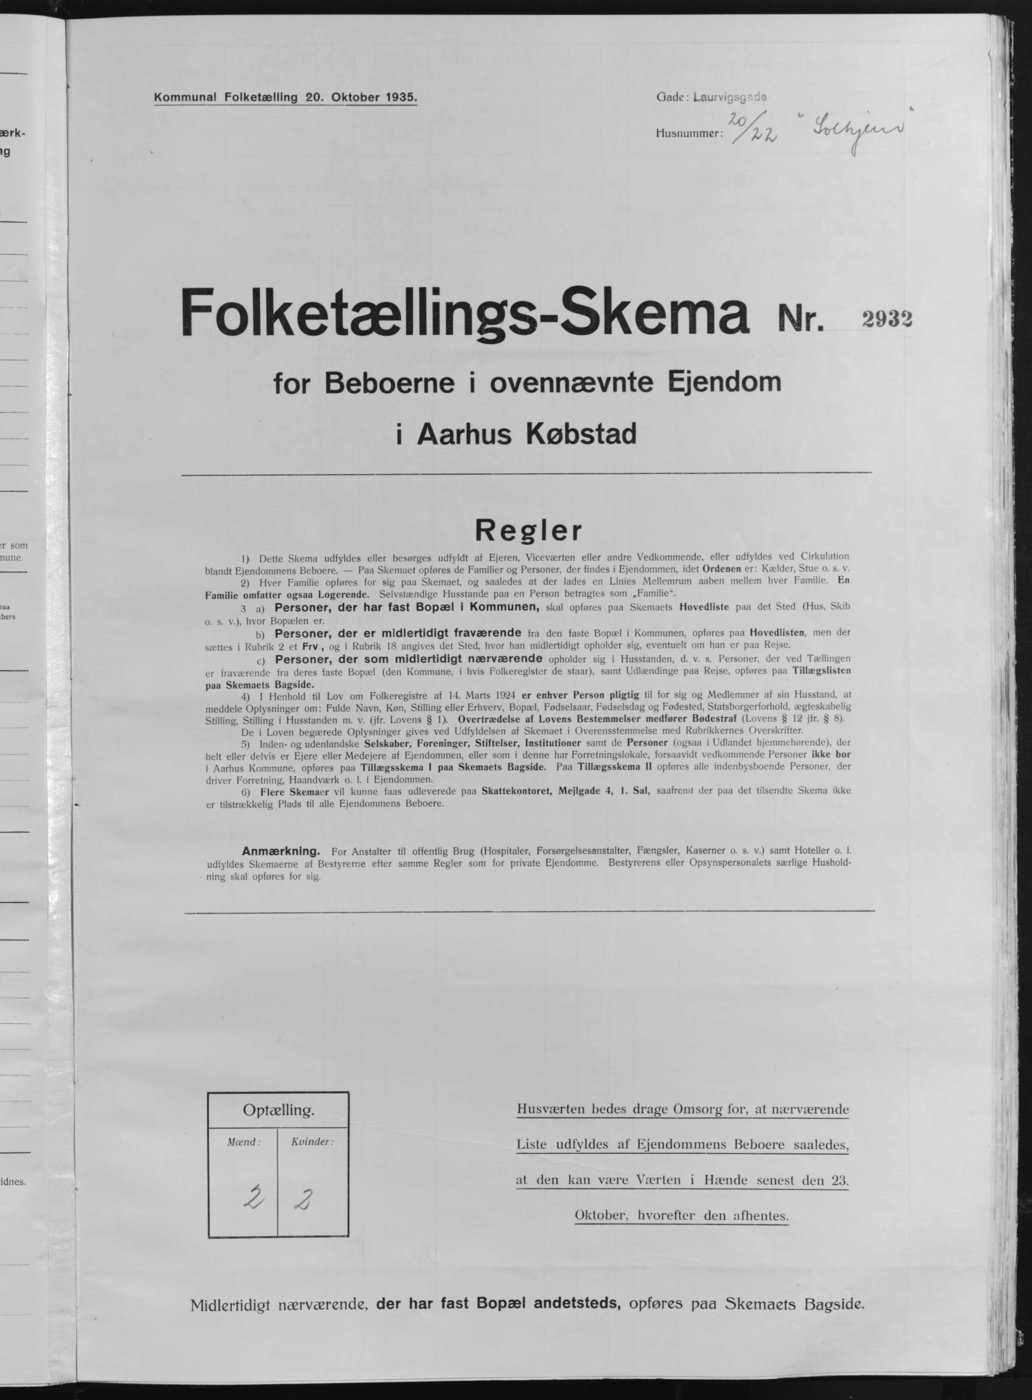 Kommunal Folketælling 20. Oktober 1935.
Gade: Laurvigsgade
Husnummer: 20/22 "Solhjem"
Folketællings-Skema Nr. 2932
for Beboerne i ovennævnte Ejendom
i Aarhus Købstad
Regler
1) Dette Skema udfyldes eller besørges udfyldt af Ejeren, Viceværten eller andre Vedkommende, eller udfyldes ved Cirkulation
blandt Ejendommens Beboere. — Paa Skemaet opføres de Familier og Personer, der findes i Ejendommen, idet Ordenen er: Kælder, Stue o. s. v.
2) Hver Familie opføres for sig paa Skemaet, og saaledes at der lades en Linies Mellemrum aaben mellem hver Familie. En
Familie omfatter ogsaa Logerende. Selvstændige Husstande paa en Person betragtes som „Familie“.
3 a) Personer, der har fast Bopæl i Kommunen, skal opføres paa Skemaets Hovedliste paa det Sted (Hus, Skib
o. s. v.), hvor Bopælen er.
b) Personer, der er midlertidigt fraværende fra den faste Bopæl i Kommunen, opføres paa Hovedlisten, men der
sættes i Rubrik 2 et Frv., og i Rubrik 18 angives det Sted, hvor han midlertidigt opholder sig, eventuelt om han er paa Rejse.
c) Personer, der som midlertidigt nærværende opholder sig i Husstanden, d. v. s. Personer, der ved Tællingen
er fraværende fra deres faste Bopæl (den Kommune, i hvis Folkeregister de staar), samt Udlændinge paa Rejse, opføres paa Tillægslisten
paa Skemaets Bagside.
4) I Henhold til Lov om Folkeregistre af 14. Marts 1924 er enhver Person pligtig til for sig og Medlemmer af sin Husstand, at
meddele Oplysninger om: Fulde Navn, Køn, Stilling eller Erhverv, Bopæl, Fødselsaar, Fødselsdag og Fødested, Statsborgerforhold, ægteskabelig
Stilling, Stilling i Husstanden m. v. (jfr. Lovens § 1). Overtrædelse af Lovens Bestemmelser medfører Bødestraf (Lovens § 12 jfr. § 8).
De i Loven begærede Oplysninger gives ved Udfyldelsen af Skemaet i Overensstemmelse med Rubrikkernes Overskrifter.
5) Inden- og udenlandske Selskaber, Foreninger, Stiftelser, Institutioner samt de Personer (ogsaa i Udlandet hjemmehørende), der
helt eller delvis er Ejere eller Medejere af Ejendommen, eller som i denne har Forretningslokale, forsaavidt vedkommende Personer ikke bor
i Aarhus Kommune, opføres paa Tillægsskema I paa Skemaets Bagside. Paa Tillægsskema II opføres alle indenbysboende Personer, der
driver Forretning, Haandværk o. l. i Ejendommen.
6) Flere Skemaer vil kunne faas udleverede paa Skattekontoret, Mejlgade 4, 1. Sal, saafremt der paa det tilsendte Skema ikke
er tilstrækkelig Plads til alle Ejendommens Beboere.
Anmærkning. For Anstalter til offentlig Brug (Hospitaler, Forsørgelsesanstalter, Fængsler, Kaserner o. s. v.) samt Hoteller o. l.
udfyldes Skemaerne af Bestyrerne efter samme Regler som for private Ejendomme. Bestyrerens eller Opsynspersonalets særlige Hushold-
ning skal opføres for sig.
Optælling.
Mænd: Kvinder:
2 2
Husværten bedes drage Omsorg for, at nærværende
Liste udfyldes af Ejendommens Beboere saaledes,
at den kan være Værten i Hænde senest den 23.
Oktober, hvorefter den afhentes.
Midlertidigt nærværende, der har fast Bopæl andetsteds, opføres paa Skemaets Bagside.